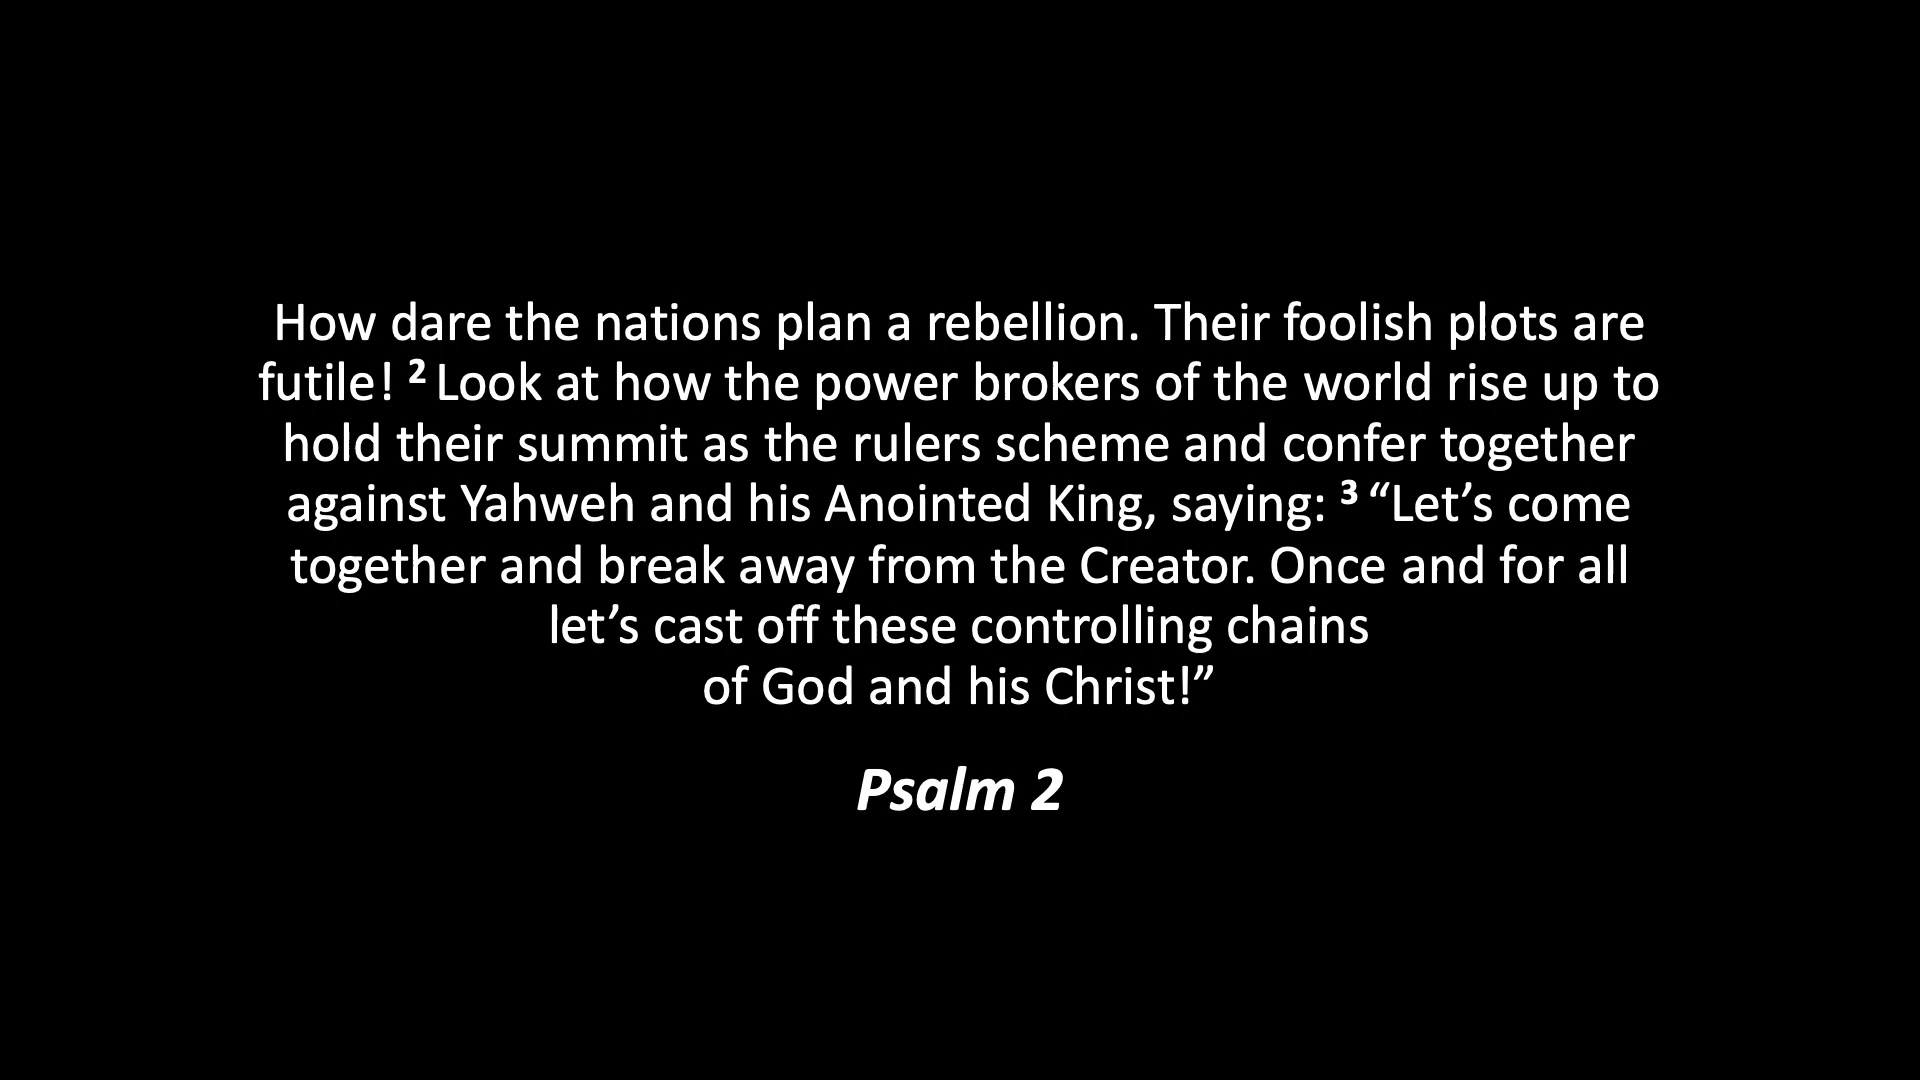 How dare the nations plan a rebellion. Their foolish plots are
futile! ² Look at how the power brokers of the world rise up to
hold their summit as the rulers scheme and confer together
against Yahweh and his Anointed King, saying: ³ “Let’s come
together and break away from the Creator. Once and for all
let’s cast off these controlling chains
of God and his Christ!”
Psalm 2